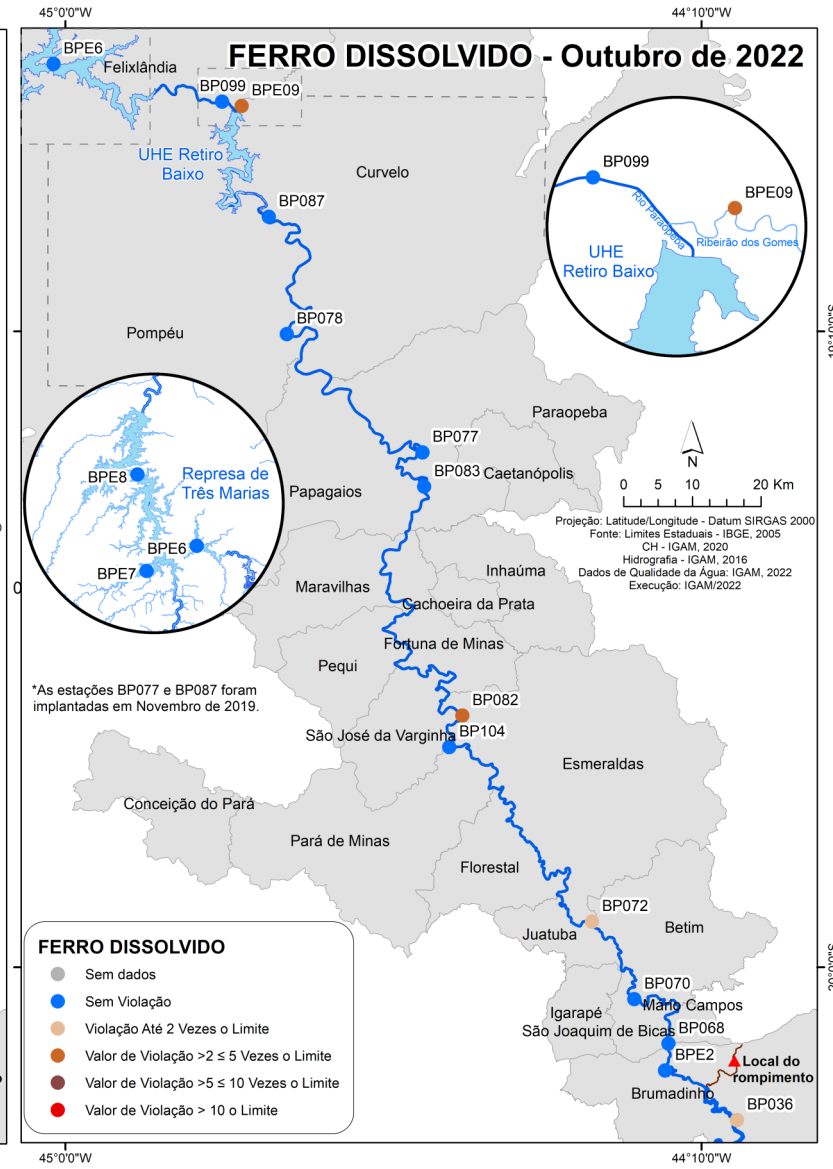 45°0'0"W
44°10'0"W
FERRO DISSOLVIDO - Outubro de 2022
BPE6
Felixlândia
BP099
BPE09
UHE Retiro
Baixo
Curvelo
BP087
BP078
Pompéu
BP099
BPE09
Rio Paraopeba
Ribeirão dos Gomes
UHE
Retiro Baixo
19°10'0"S
Paraopeba
BP077
BP083
Caetanópolis
Papagaios
BPE8
Represa de
Três Marias
BPE6
BPE7
N
0 5 10 20 Km
Projeção: Latitude/Longitude - Datum SIRGAS 2000
Fonte: Limites Estaduais - IBGE, 2005
CH - IGAM, 2020
Hidrografia - IGAM, 2016
Dados de Qualidade da Água: IGAM, 2022
Execução: IGAM/2022
Inhaúma
Maravilhas
Cachoeira da Prata
Fortuna de Minas
Pequi
*As estações BP077 e BP087 foram
implantadas em Novembro de 2019.
BP082
São José da Varginha
BP104
Esmeraldas
Conceição do Pará
Pará de Minas
Florestal
BP072
Juatuba
Betim
20°0'0"S
BP070
Mário Campos
Igarapé
São Joaquim de Bicas
BP068
BPE2
Local do
rompimento
Brumadinho
BP036
FERRO DISSOLVIDO
Sem dados
Sem Violação
Violação Até 2 Vezes o Limite
Valor de Violação >2 ≤ 5 Vezes o Limite
Valor de Violação >5 ≤ 10 Vezes o Limite
Valor de Violação > 10 o Limite
45°0'0"W
44°10'0"W